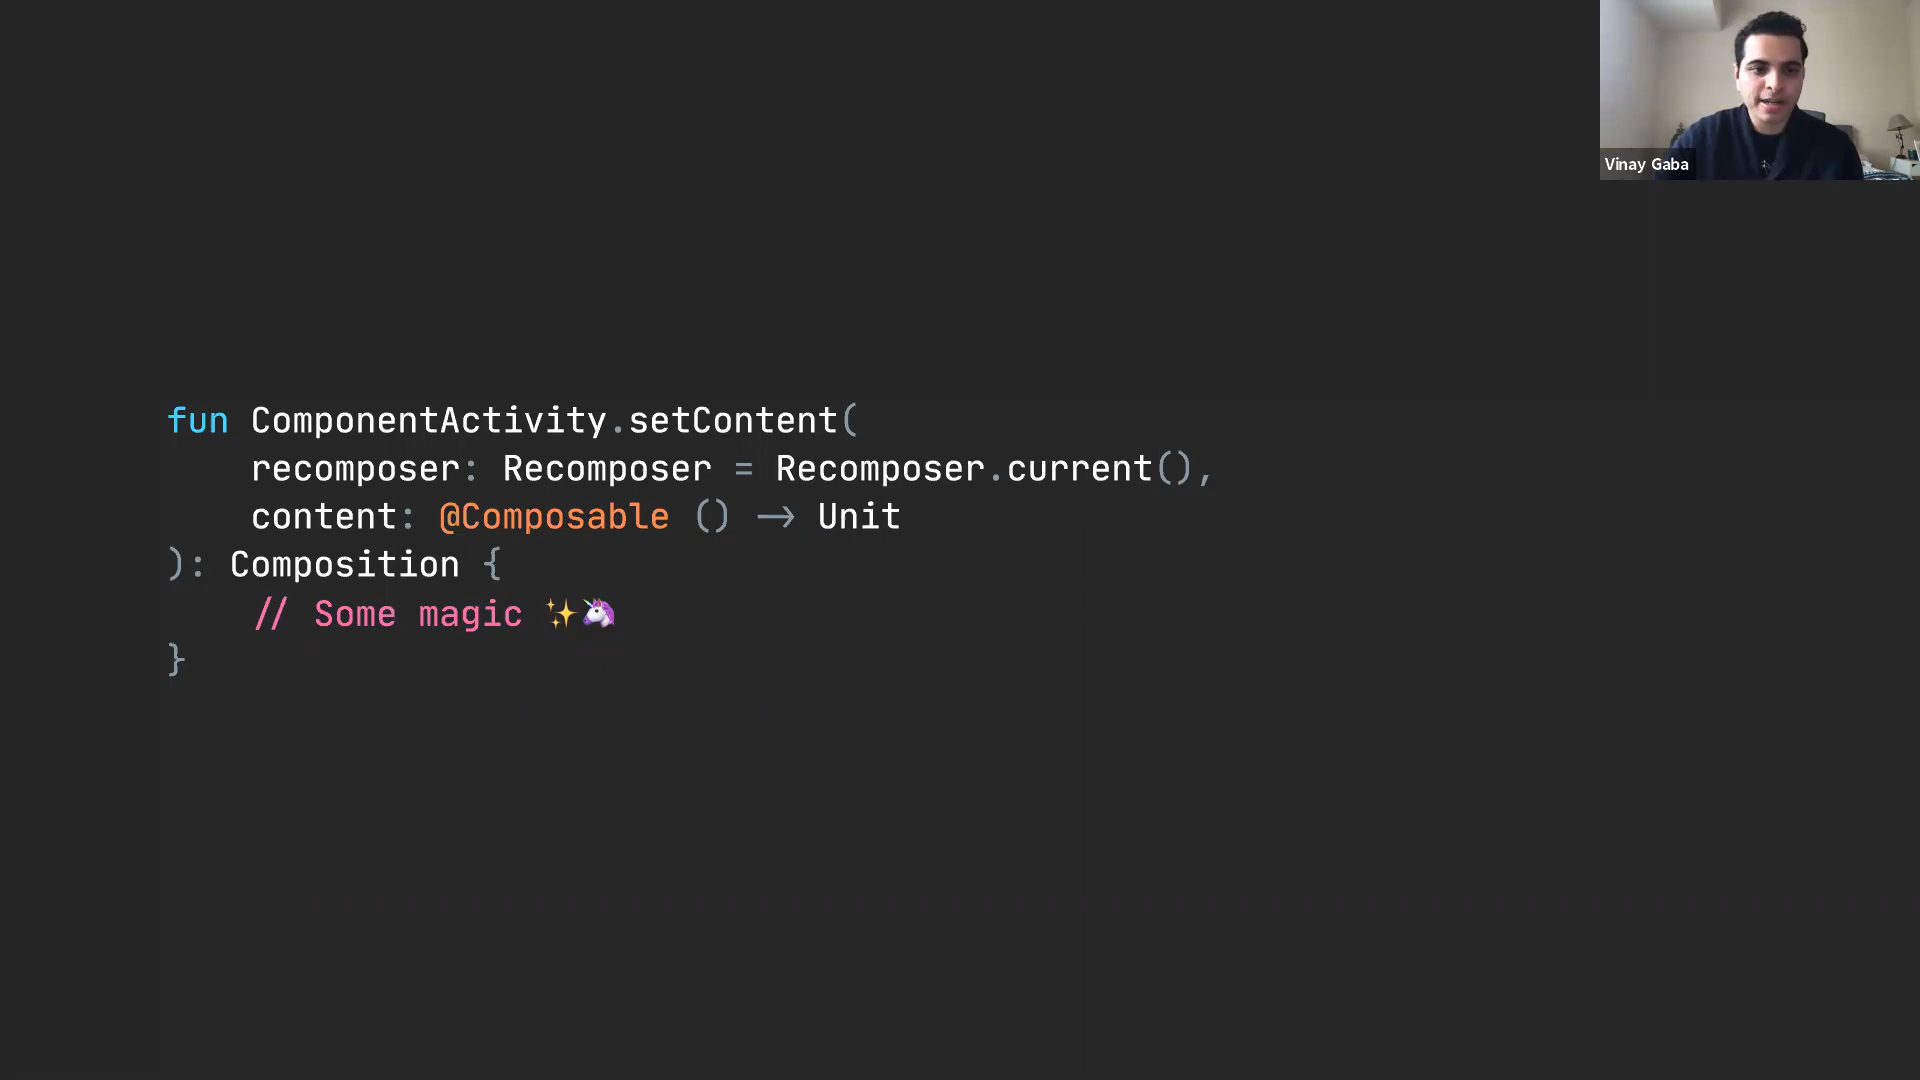 Vinay Gaba
fun ComponentActivity.setContent(
    recomposer: Recomposer = Recomposer.current(),
    content: @Composable () -> Unit
): Composition {
    // Some magic ✨🦄
}